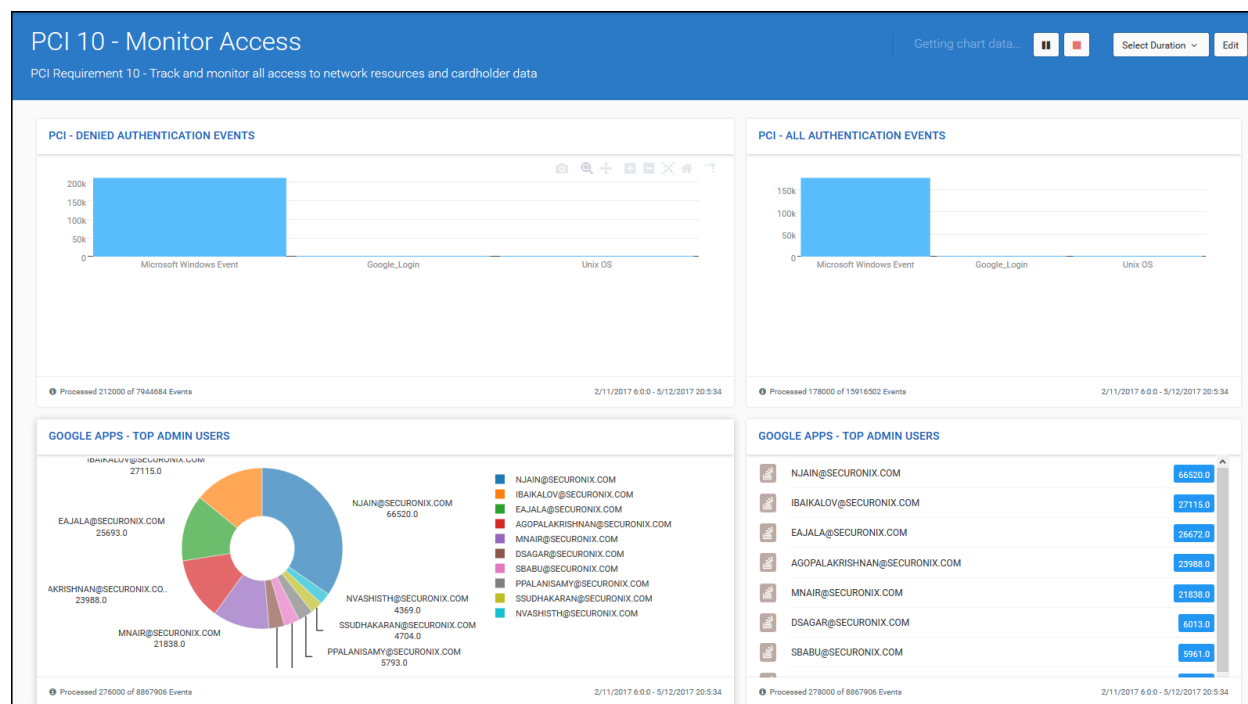 PCI 10 - Monitor Access
Getting chart data...
Select Duration
Edit
PCI Requirement 10 - Track and monitor all access to network resources and cardholder data
PCI - DENIED AUTHENTICATION EVENTS
200k
150k
100k
50k
0
Microsoft Windows Event
Google_Login
Unix OS
Processed 212000 of 7944684 Events
2/11/2017 6:0:0 - 5/12/2017 20:5:34
PCI - ALL AUTHENTICATION EVENTS
150k
100k
50k
0
Microsoft Windows Event
Google_Login
Unix OS
Processed 178000 of 15916502 Events
2/11/2017 6:0:0 - 5/12/2017 20:5:34
GOOGLE APPS - TOP ADMIN USERS
IBAIKALOV@SECURONIX.COM
27115.0
NJAIN@SECURONIX.COM
66520.0
EAJALA@SECURONIX.COM
25693.0
AKRISHNAN@SECURONIX.CO..
23988.0
MNAIR@SECURONIX.COM
21838.0
NVASHISTH@SECURONIX.COM
4369.0
SSUDHAKARAN@SECURONIX.COM
4704.0
PPALANISAMY@SECURONIX.COM
5793.0
NJAIN@SECURONIX.COM
IBAIKALOV@SECURONIX.COM
EAJALA@SECURONIX.COM
AGOPALAKRISHNAN@SECURONIX.COM
MNAIR@SECURONIX.COM
DSAGAR@SECURONIX.COM
SBABU@SECURONIX.COM
PPALANISAMY@SECURONIX.COM
SSUDHAKARAN@SECURONIX.COM
NVASHISTH@SECURONIX.COM
Processed 276000 of 8867906 Events
2/11/2017 6:0:0 - 5/12/2017 20:5:34
GOOGLE APPS - TOP ADMIN USERS
NJAIN@SECURONIX.COM 66520.0
IBAIKALOV@SECURONIX.COM 27115.0
EAJALA@SECURONIX.COM 26672.0
AGOPALAKRISHNAN@SECURONIX.COM 23988.0
MNAIR@SECURONIX.COM 21838.0
DSAGAR@SECURONIX.COM 6013.0
SBABU@SECURONIX.COM 5961.0
Processed 278000 of 8867906 Events
2/11/2017 6:0:0 - 5/12/2017 20:5:34